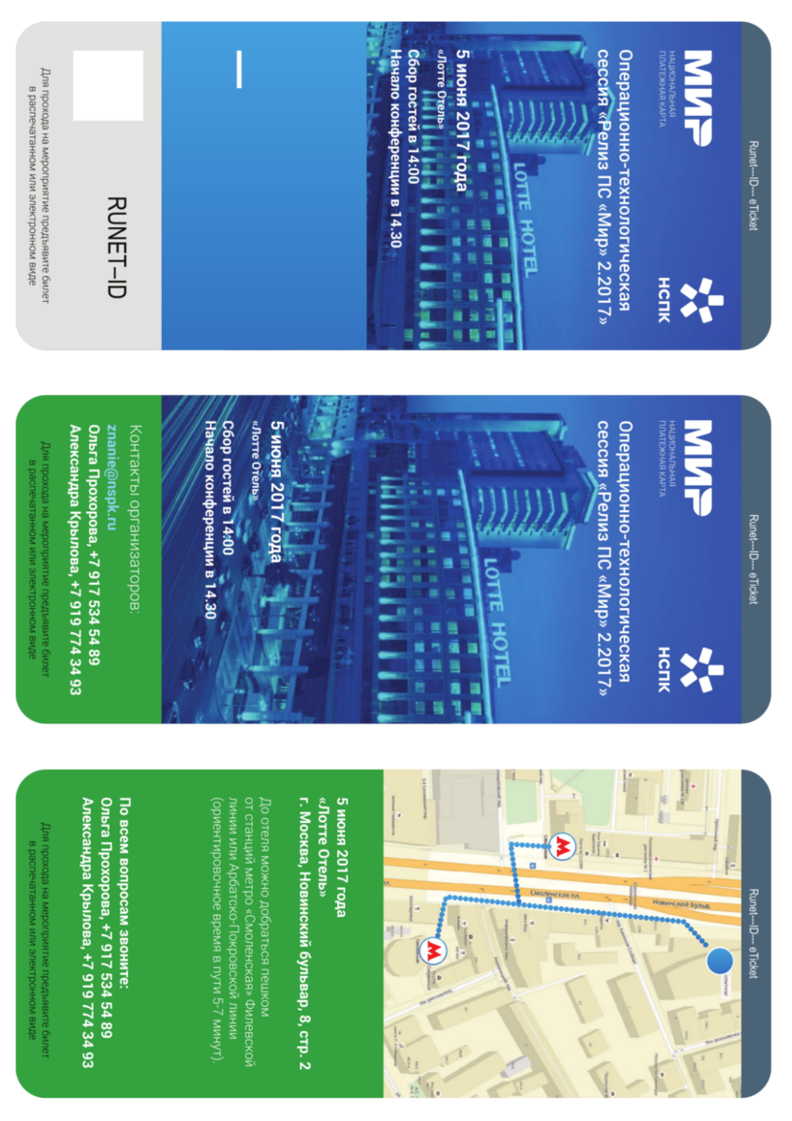 Runet—ID— eTicket
МИР
НАЦИОНАЛЬНАЯ
ПЛАТЕЖНАЯ КАРТА
НСПК
Операционно-технологическая
сессия «Релиз ПС «Мир» 2.2017»
LOTTE HOTEL
5 июня 2017 года
«Лотте Отель»
Сбор гостей в 14:00
Начало конференции в 14.30
RUNET–ID
Для прохода на мероприятие предъявите билет
в распечатанном или электронном виде
Runet—ID— eTicket
МИР
НАЦИОНАЛЬНАЯ
ПЛАТЕЖНАЯ КАРТА
НСПК
Операционно-технологическая
сессия «Релиз ПС «Мир» 2.2017»
LOTTE HOTEL
5 июня 2017 года
«Лотте Отель»
Сбор гостей в 14:00
Начало конференции в 14.30
Контакты организаторов:
znanie@nspk.ru
Ольга Прохорова, +7 917 534 54 89
Александра Крылова, +7 919 774 34 93
Для прохода на мероприятие предъявите билет
в распечатанном или электронном виде
Runet—ID— eTicket
Новинский бульв.
Смоленская пл.
М
М
5 июня 2017 года
«Лотте Отель»
г. Москва, Новинский бульвар, 8, стр. 2
До отеля можно добраться пешком
от станций метро «Смоленская» Филевской
линии или Арбатско-Покровской линии
(ориентировочное время в пути 5-7 минут).
По всем вопросам звоните:
Ольга Прохорова, +7 917 534 54 89
Александра Крылова, +7 919 774 34 93
Для прохода на мероприятие предъявите билет
в распечатанном или электронном виде